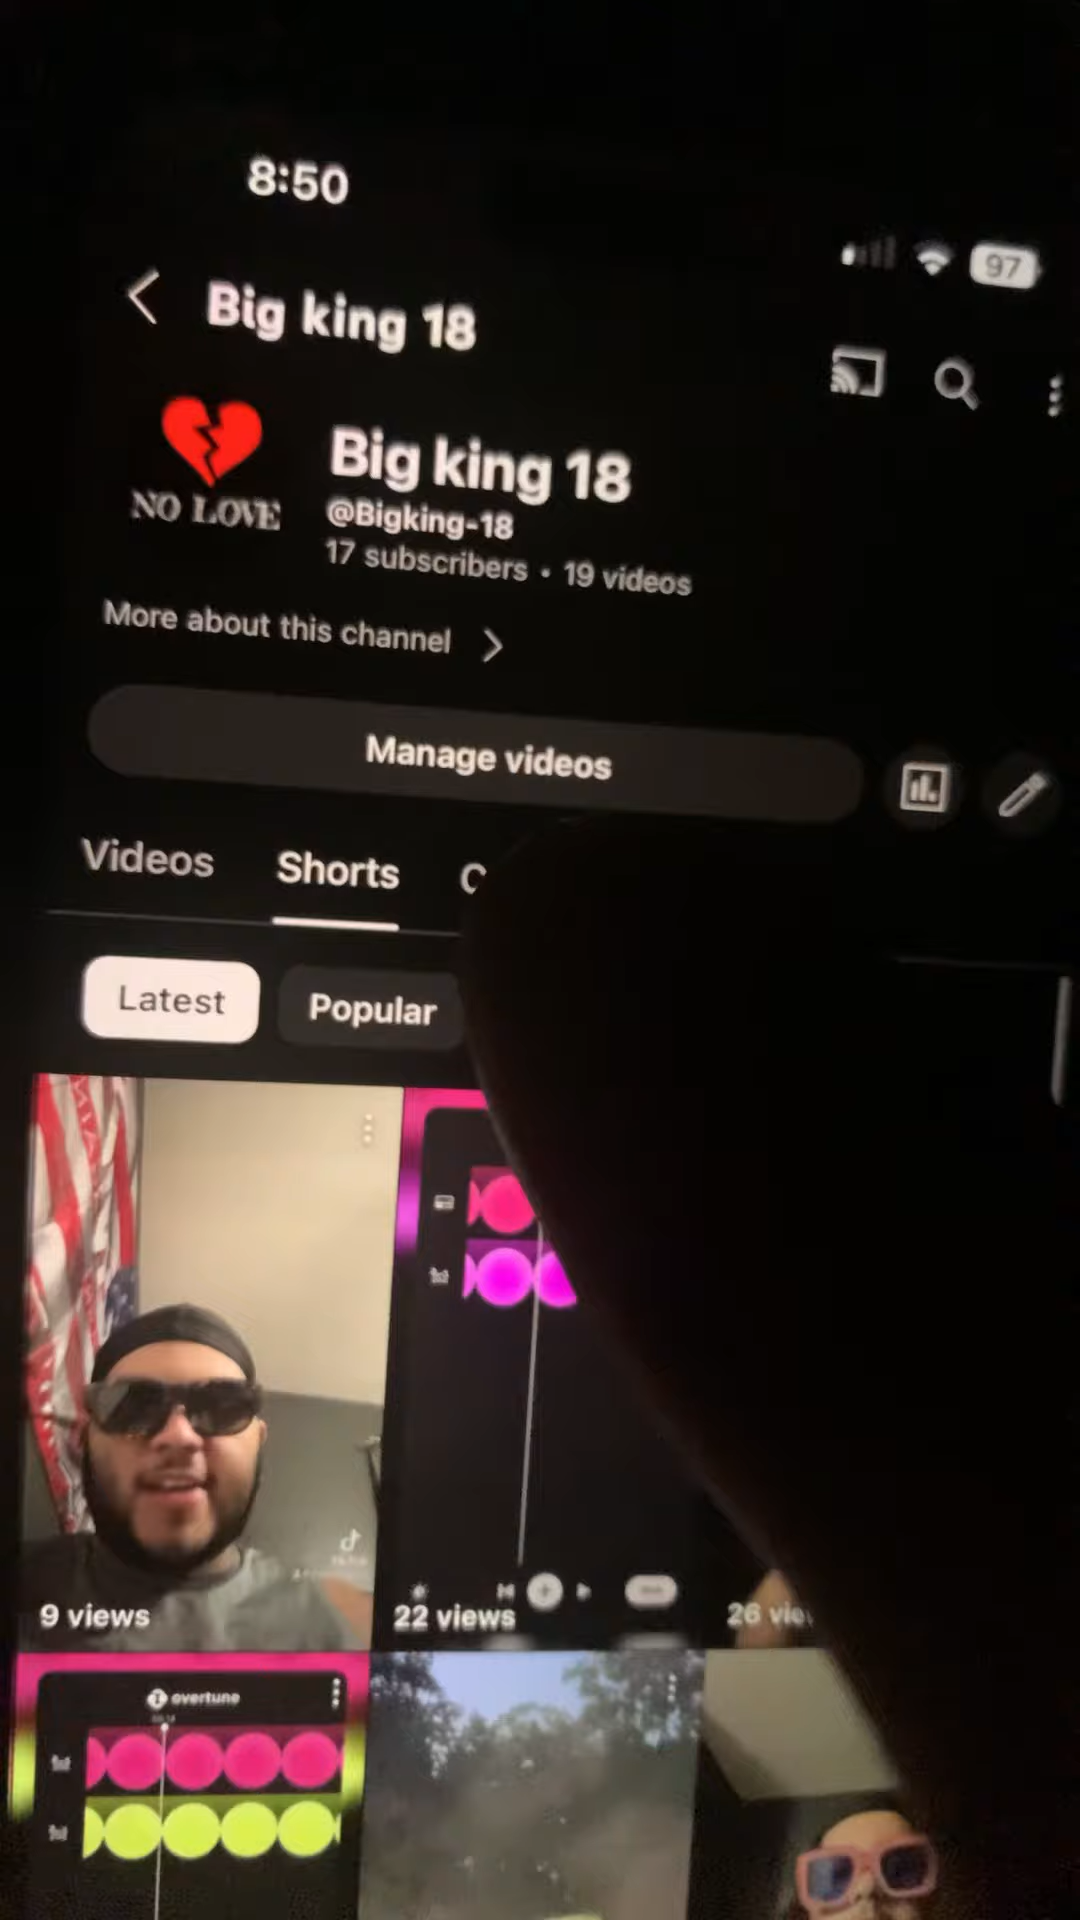 8:50
97
Big king 18
NO LOVE
Big king 18
@Bigking-18
17 subscribers • 19 videos
More about this channel
Manage videos
Videos
Shorts
Latest
Popular
9 views
22 views
26
overtune